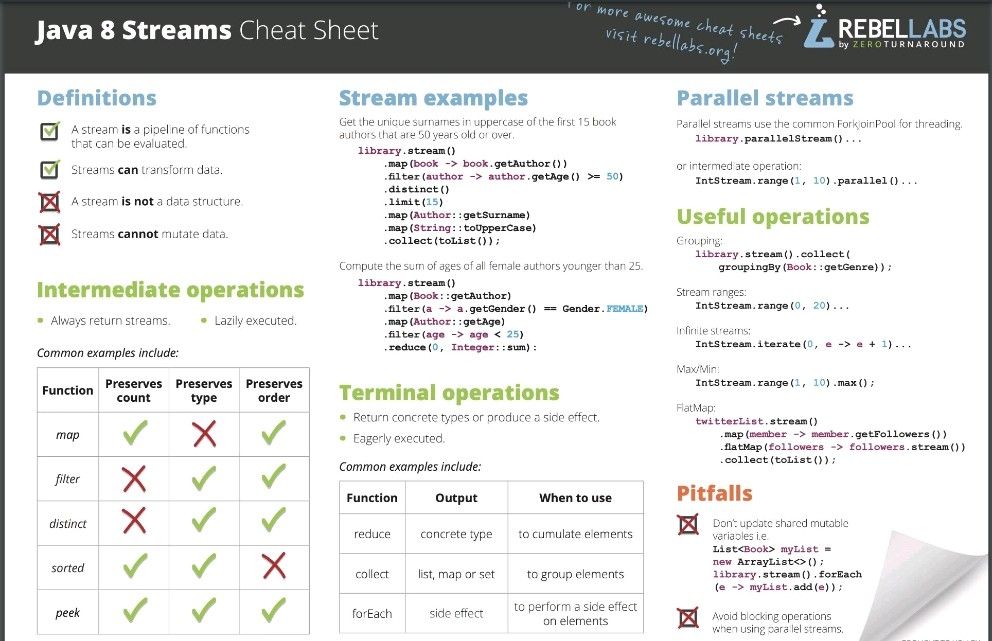 Java 8 Streams Cheat Sheet
For more awesome cheat sheets
visit rebellabs.org!
REBELLABS
by ZEROTURNAROUND
Definitions
A stream is a pipeline of functions
that can be evaluated.
Streams can transform data.
A stream is not a data structure.
Streams cannot mutate data.
Intermediate operations
Always return streams.
Lazily executed.
Common examples include:
Function Preserves count Preserves type Preserves order
map
filter
distinct
sorted
peek
Stream examples
Get the unique surnames in uppercase of the first 15 book
authors that are 50 years old or over.
library.stream()
.map(book -> book.getAuthor())
.filter(author -> author.getAge() >= 50)
.distinct()
.limit(15)
.map(Author::getSurname)
.map(String::toUpperCase)
.collect(toList());
Compute the sum of ages of all female authors younger than 25.
library.stream()
.map(Book::getAuthor)
.filter(a -> a.getGender() == Gender.FEMALE)
.map(Author::getAge)
.filter(age -> age < 25)
.reduce(0, Integer::sum):
Terminal operations
Return concrete types or produce a side effect.
Eagerly executed.
Common examples include:
Function Output When to use
reduce concrete type to cumulate elements
collect list, map or set to group elements
forEach side effect to perform a side effect
on elements
Parallel streams
Parallel streams use the common ForkJoinPool for threading.
library.parallelStream()...
or intermediate operation:
IntStream.range(1, 10).parallel()...
Useful operations
Grouping:
library.stream().collect(
groupingBy(Book::getGenre));
Stream ranges:
IntStream.range(0, 20)...
Infinite streams:
IntStream.iterate(0, e -> e + 1)...
Max/Min:
IntStream.range(1, 10).max();
FlatMap:
twitterList.stream()
.map(member -> member.getFollowers())
.flatMap(followers -> followers.stream())
.collect(toList());
Pitfalls
Don't update shared mutable
variables i.e.
List<Book> myList =
new ArrayList<>();
library.stream().forEach
(e -> myList.add(e));
Avoid blocking operations
when using parallel streams.